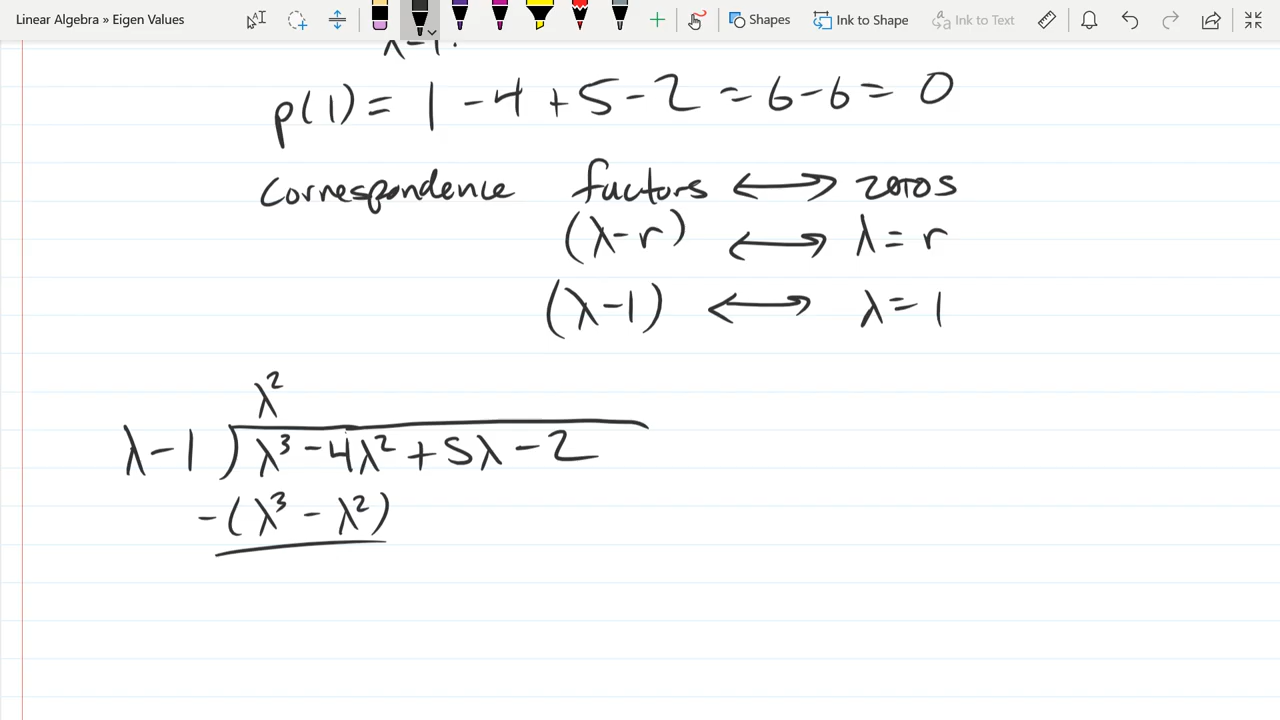 Linear Algebra » Eigen Values
Shapes
Ink to Shape
Ink to Text
λ=1.
p(1) = 1 - 4 + 5 - 2 = 6 - 6 = 0
correspondence factors ⟷ zeros
(λ-r) ⟷ λ = r
(λ-1) ⟷ λ = 1
λ²
λ-1 ) λ³ - 4λ² + 5λ - 2
-(λ³ - λ²)